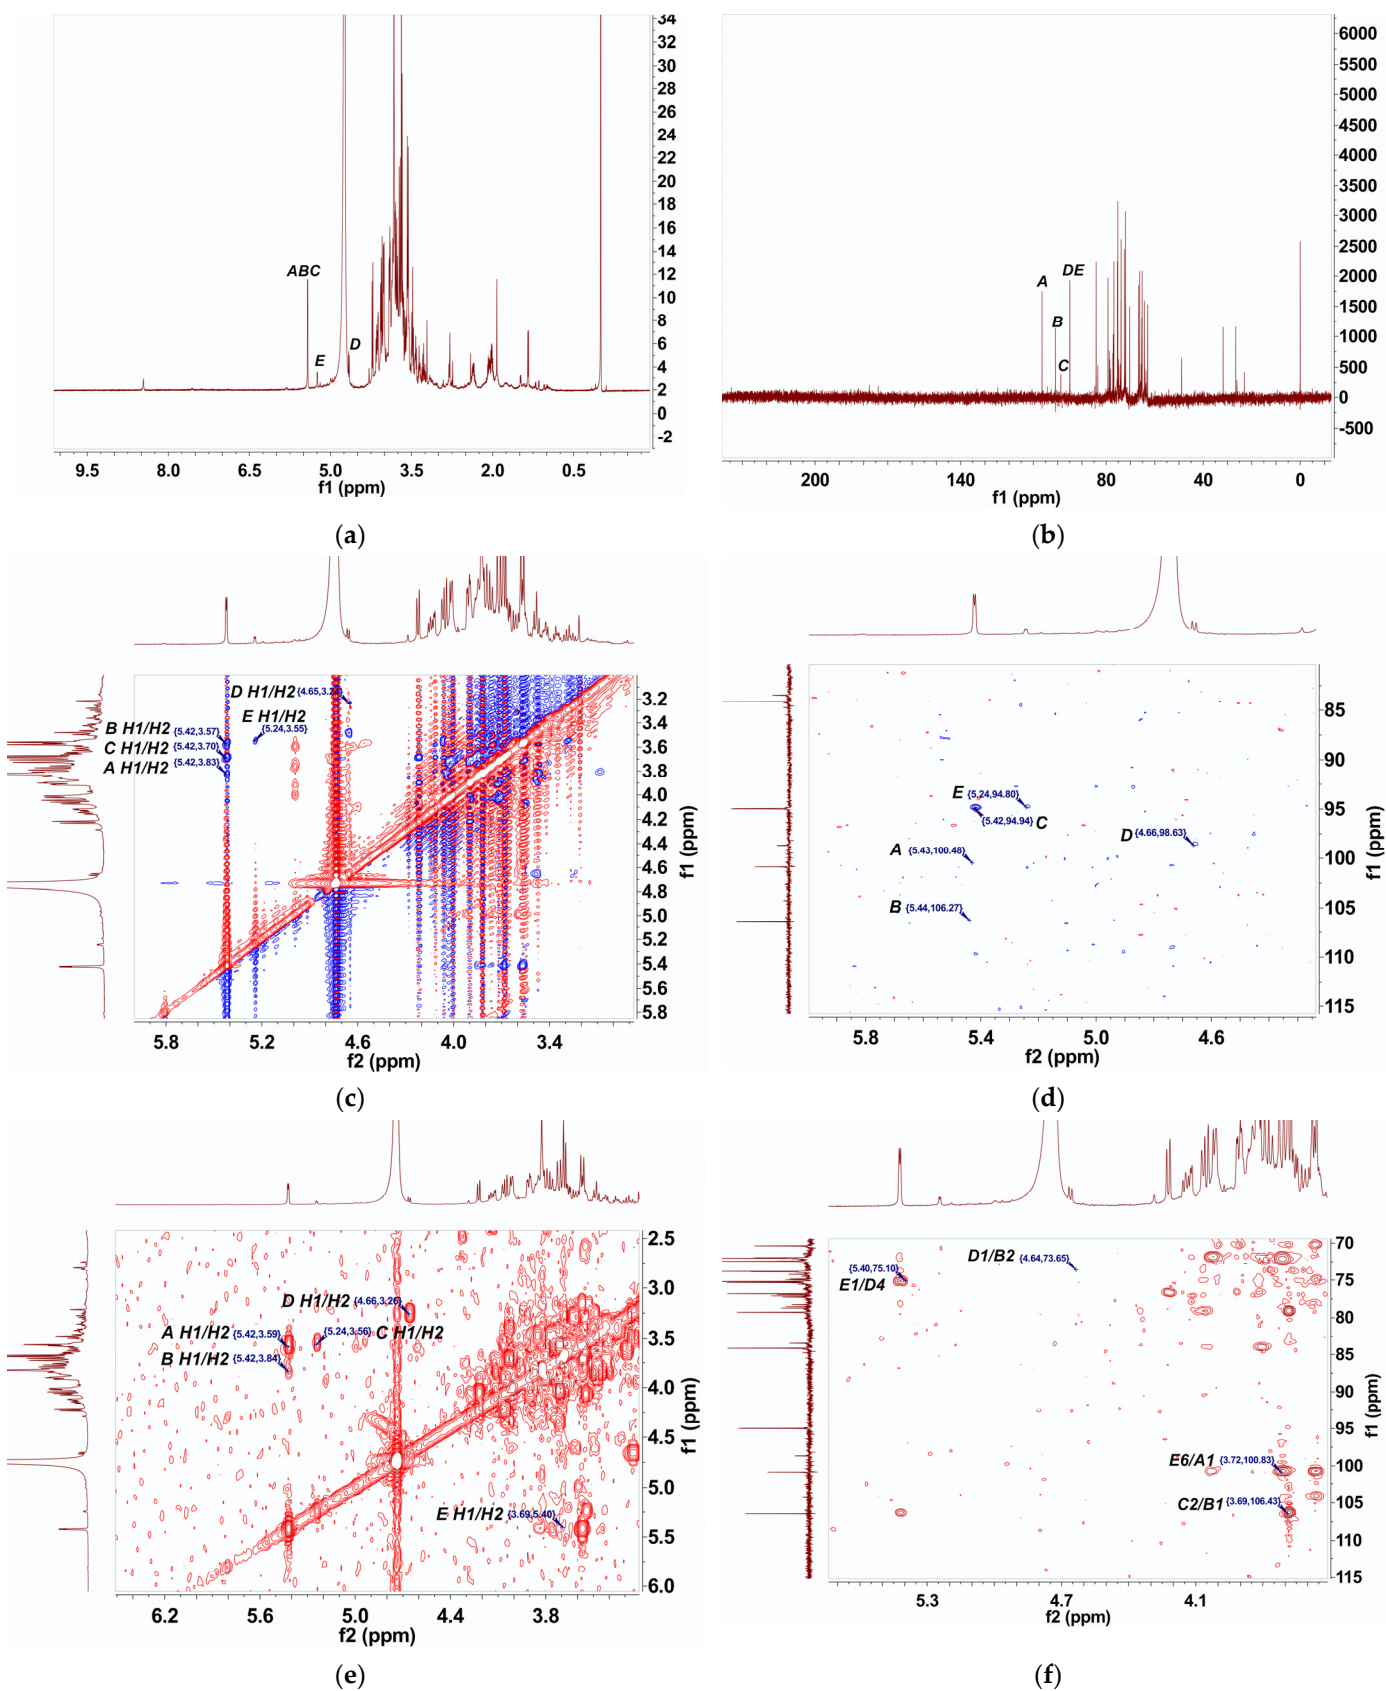 34
32
30
28
26
24
22
20
18
16
14
12
10
8
6
4
2
0
-2
ABC
E
D
9.5 8.0 6.5 5.0 3.5 2.0 0.5
f1 (ppm)
(a)
6000
5500
5000
4500
4000
3500
3000
2500
2000
1500
1000
500
0
-500
A
B
C
DE
200 140 80 40 0
f1 (ppm)
(b)
D H1/H2 {4.65,3.24}
E H1/H2
{5.24,3.55}
B H1/H2 {5.42,3.57}
C H1/H2 {5.42,3.70}
A H1/H2 {5.42,3.83}
3.2
3.4
3.6
3.8
4.0
4.2
4.4
4.6
4.8
5.0
5.2
5.4
5.6
5.8
f1 (ppm)
5.8 5.2 4.6 4.0 3.4
f2 (ppm)
(c)
E {5.24,94.80}
{5.42,94.94} C
D {4.66,98.63}
A {5.43,100.48}
B {5.44,106.27}
85
90
95
100
105
110
115
f1 (ppm)
5.8 5.4 5.0 4.6
f2 (ppm)
(d)
D H1/H2 {4.66,3.26}
A H1/H2 {5.42,3.59}
{5.24,3.56} C H1/H2
B H1/H2 {5.42,3.84}
E H1/H2 {3.69,5.40}
2.5
3.0
3.5
4.0
4.5
5.0
5.5
6.0
f1 (ppm)
6.2 5.6 5.0 4.4 3.8
f2 (ppm)
(e)
D1/B2 {4.64,73.65}
{5.40,75.10}
E1/D4
E6/A1 {3.72,100.83}
C2/B1 {3.69,106.43}
70
75
80
85
90
95
100
105
110
115
f1 (ppm)
5.3 4.7 4.1
f2 (ppm)
(f)